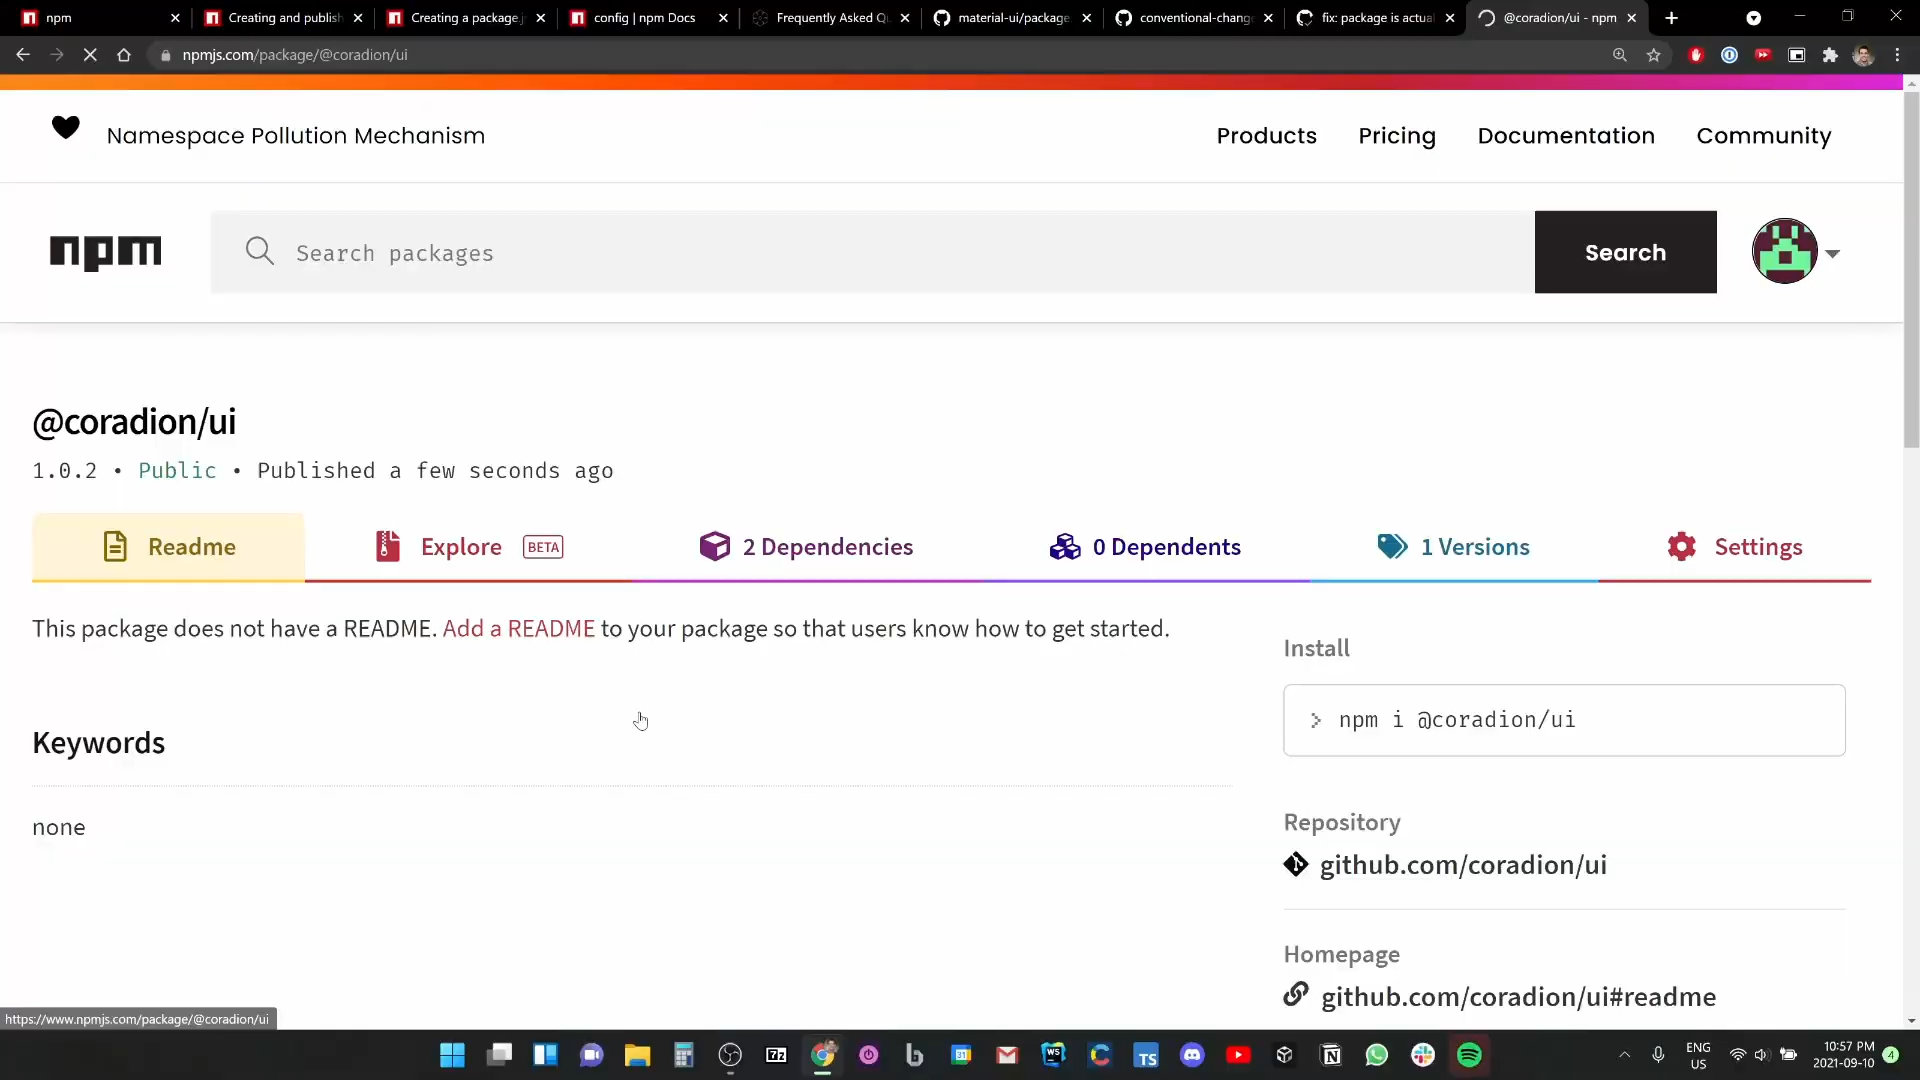 npm
Creating and publish
Creating a package.j
config | npm Docs
Frequently Asked Qu
material-ui/package
conventional-change
fix: package is actual
@coradion/ui - npm
npmjs.com/package/@coradion/ui
Namespace Pollution Mechanism
Products
Pricing
Documentation
Community
npm
Search packages
Search
@coradion/ui
1.0.2 • Public • Published a few seconds ago
Readme
Explore BETA
2 Dependencies
0 Dependents
1 Versions
Settings
This package does not have a README. Add a README to your package so that users know how to get started.
Install
> npm i @coradion/ui
Keywords
none
Repository
github.com/coradion/ui
Homepage
github.com/coradion/ui#readme
https://www.npmjs.com/package/@coradion/ui
ENG
US
10:57 PM
2021-09-10
4